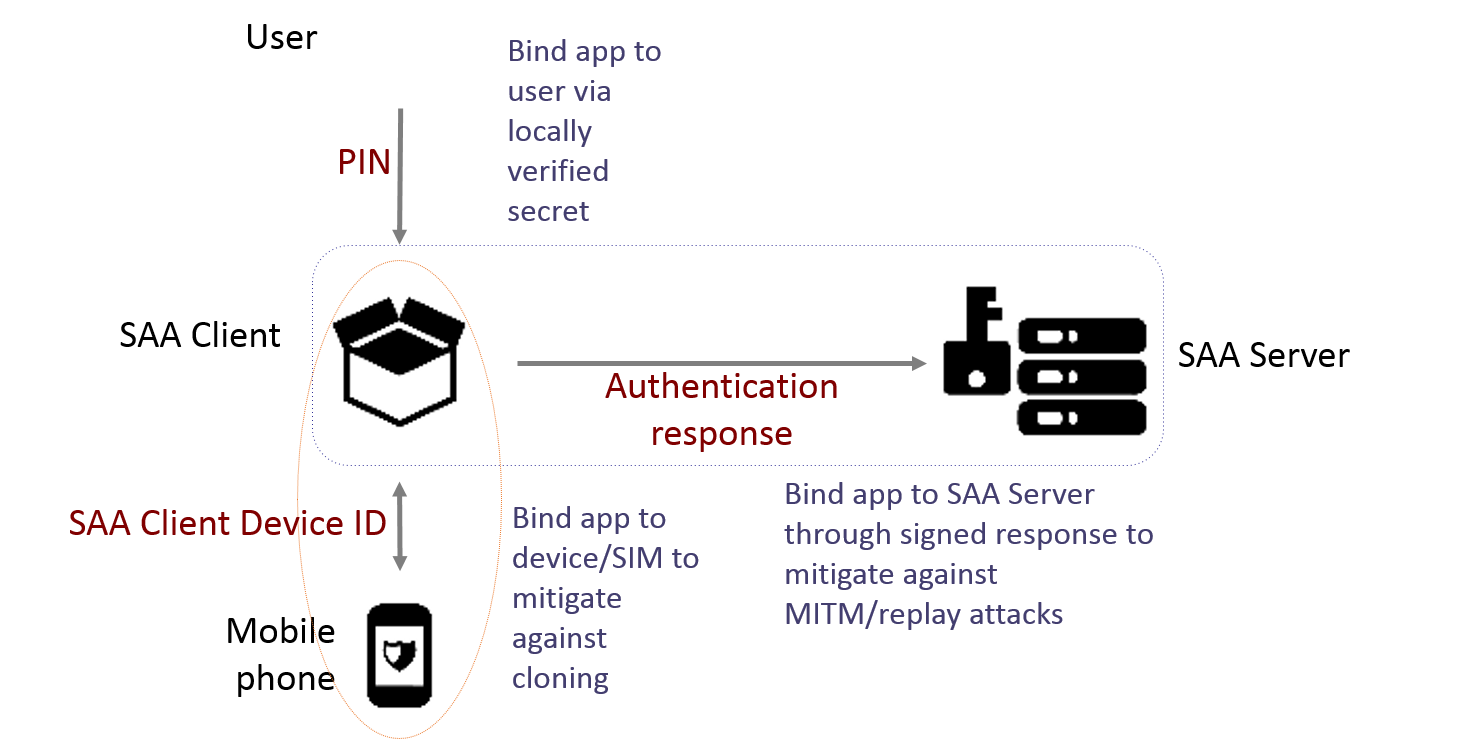 User
Bind app to
user via
locally
verified
secret
PIN
SAA Client
SAA Server
Authentication
response
SAA Client Device ID
Bind app to
device/SIM to
mitigate
against
cloning
Bind app to SAA Server
through signed response to
mitigate against
MITM/replay attacks
Mobile
phone